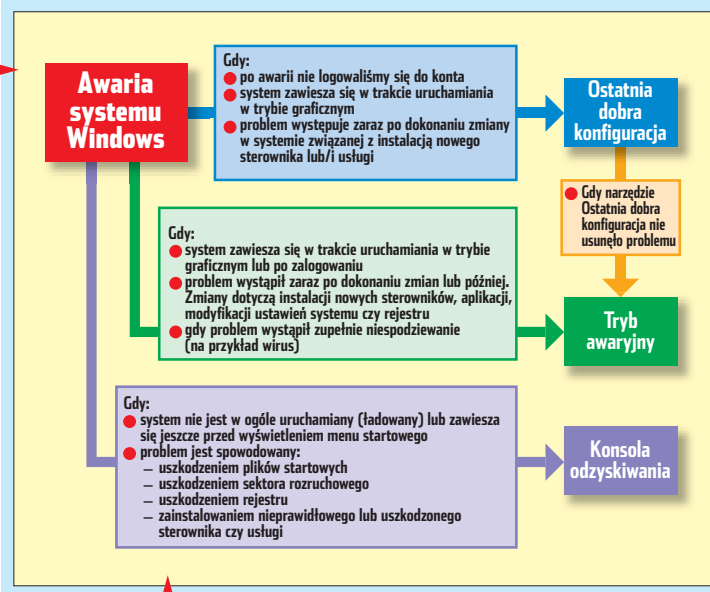 Awaria
systemu
Windows
Gdy:
● po awarii nie logowaliśmy się do konta
● system zawiesza się w trakcie uruchamiania
w trybie graficznym
● problem występuje zaraz po dokonaniu zmiany
w systemie związanej z instalacją nowego
sterownika lub/i usługi
Ostatnia
dobra
konfiguracja
● Gdy narzędzie
Ostatnia dobra
konfiguracja nie
usunęło problemu
Gdy:
● system zawiesza się w trakcie uruchamiania w trybie
graficznym lub po zalogowaniu
● problem wystąpił zaraz po dokonaniu zmian lub później.
Zmiany dotyczą instalacji nowych sterowników, aplikacji,
modyfikacji ustawień systemu czy rejestru
● gdy problem wystąpił zupełnie niespodziewanie
(na przykład wirus)
Tryb
awaryjny
Gdy:
● system nie jest w ogóle uruchamiany (ładowany) lub zawiesza
się jeszcze przed wyświetleniem menu startowego
● problem jest spowodowany:
– uszkodzeniem plików startowych
– uszkodzeniem sektora rozruchowego
– uszkodzeniem rejestru
– zainstalowaniem nieprawidłowego lub uszkodzonego
sterownika czy usługi
Konsola
odzyskiwania